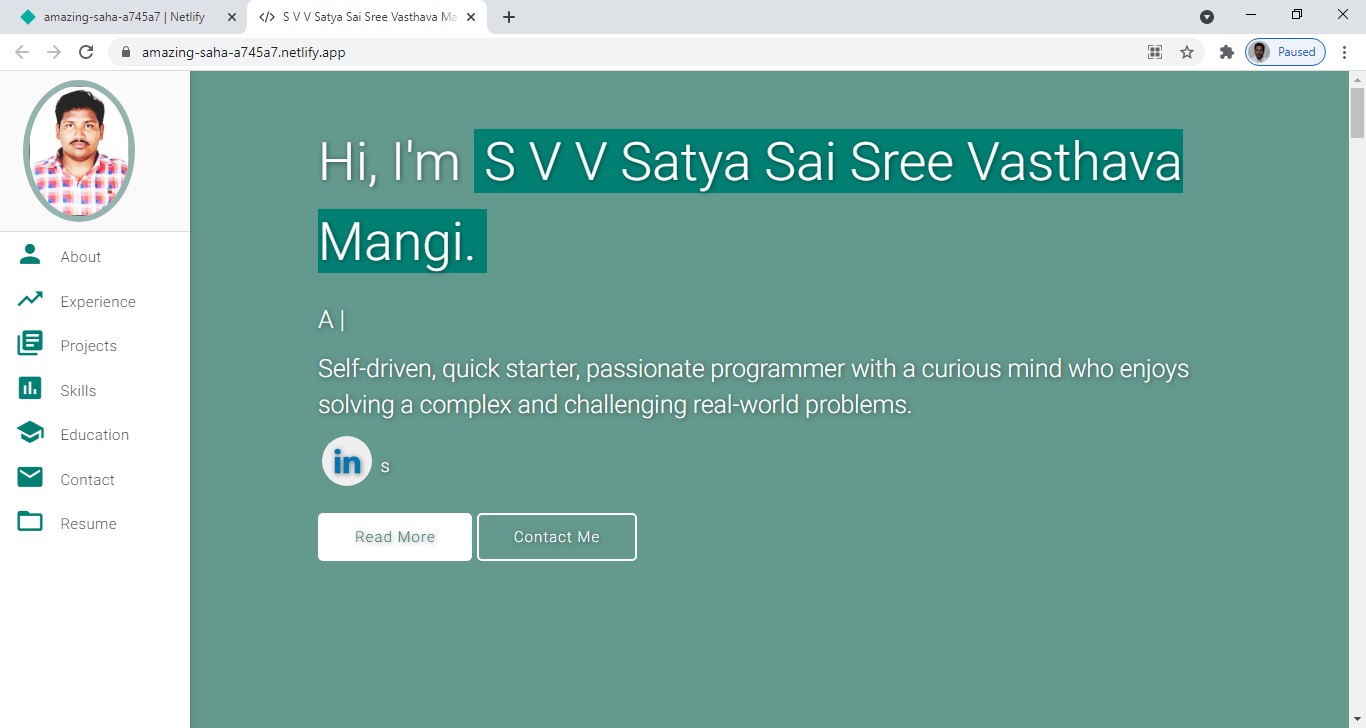 amazing-saha-a745a7 | Netlify
S V V Satya Sai Sree Vasthava Ma
amazing-saha-a745a7.netlify.app
Paused
About
Experience
Projects
Skills
Education
Contact
Resume
Hi, I'm S V V Satya Sai Sree Vasthava
Mangi.
A |
Self-driven, quick starter, passionate programmer with a curious mind who enjoys
solving a complex and challenging real-world problems.
in s
Read More
Contact Me